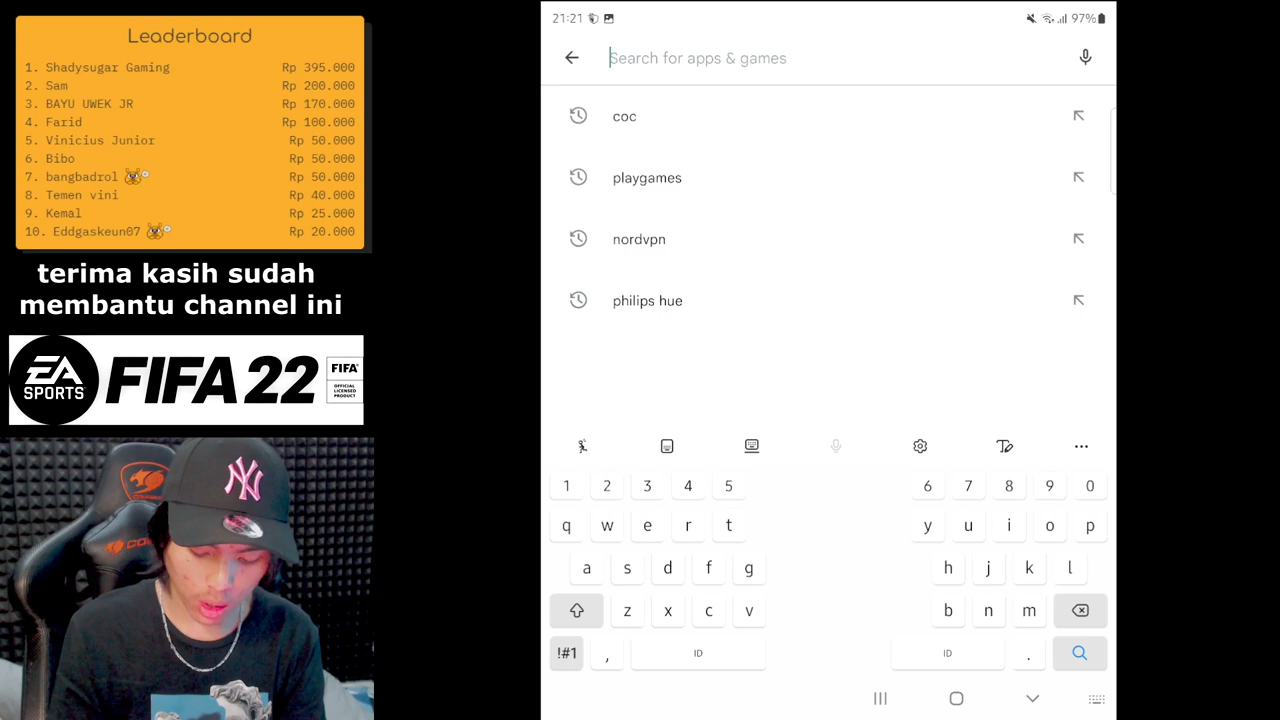 Leaderboard
1. Shadysugar Gaming Rp 395.000
2. Sam Rp 200.000
3. BAYU UWEK JR Rp 170.000
4. Farid Rp 100.000
5. Vinicius Junior Rp 50.000
6. Bibo Rp 50.000
7. bangbadrol Rp 50.000
8. Temen vini Rp 40.000
9. Kemal Rp 25.000
10. Eddgaskeun07 Rp 20.000
terima kasih sudah
membantu channel ini
EA SPORTS FIFA 22
FIFA
OFFICIAL
LICENSED
PRODUCT
COUGAR
NY
21:21 97%
Search for apps & games
coc
playgames
nordvpn
philips hue
1 2 3 4 5 6 7 8 9 0
q w e r t y u i o p
a s d f g h j k l
z x c v b n m
!#1 , ID ID .